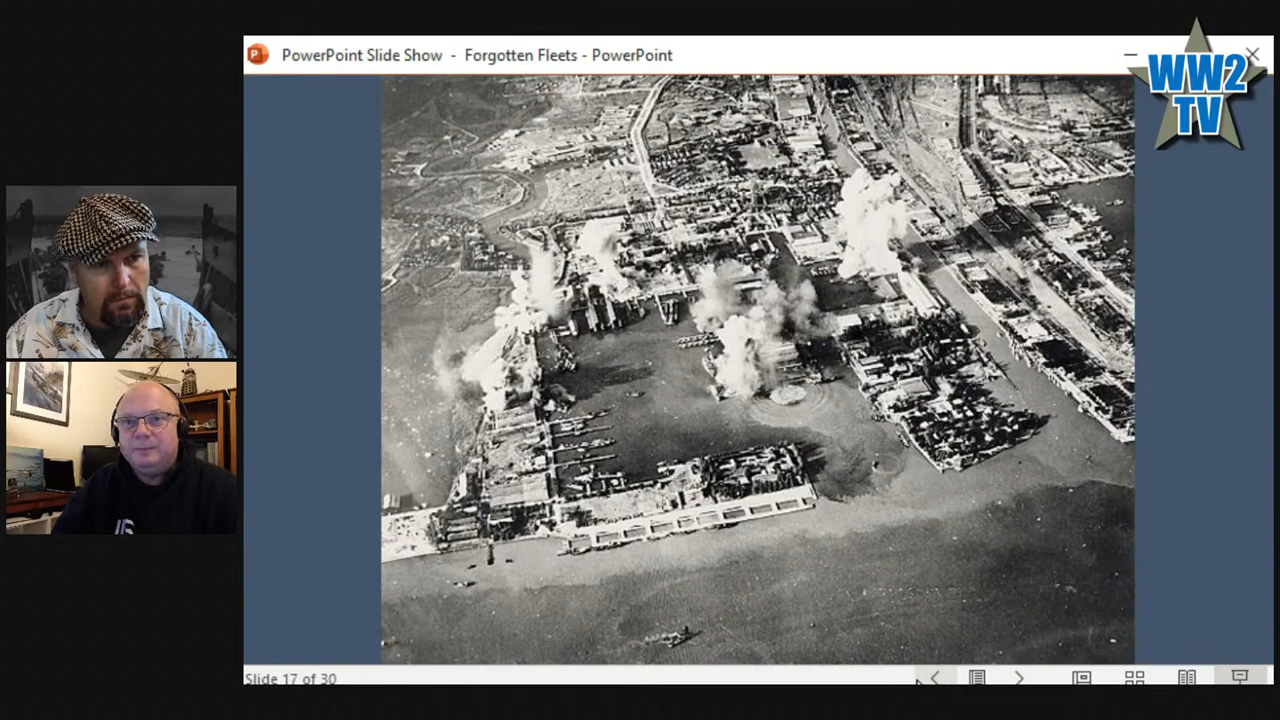 PowerPoint Slide Show - Forgotten Fleets - PowerPoint
WW2
TV
Slide 17 of 30